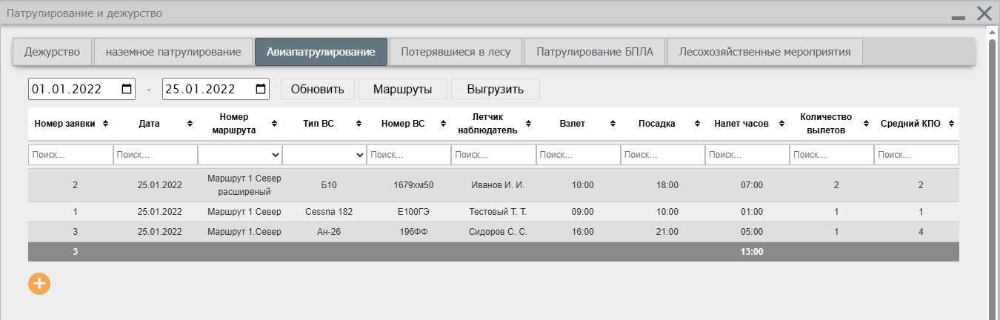 Патрулирование и дежурство
Дежурство наземное патрулирование Авиапатрулирование Потерявшиеся в лесу Патрулирование БПЛА Лесохозяйственные мероприятия
01.01.2022 - 25.01.2022 Обновить Маршруты Выгрузить
Номер заявки Дата Номер маршрута Тип ВС Номер ВС Летчик наблюдатель Взлет Посадка Налет часов Количество вылетов Средний КПО
Поиск... Поиск... Поиск... Поиск... Поиск... Поиск... Поиск... Поиск... Поиск...
2 25.01.2022 Маршрут 1 Север расширеный Б10 1679хм50 Иванов И. И. 10:00 18:00 07:00 2 2
1 25.01.2022 Маршрут 1 Север Cessna 182 Е100ГЭ Тестовый Т. Т. 09:00 10:00 01:00 1 1
3 25.01.2022 Маршрут 1.Север Ан-26 196ФФ Сидоров С. С. 16:00 21:00 05:00 1 4
3 13:00